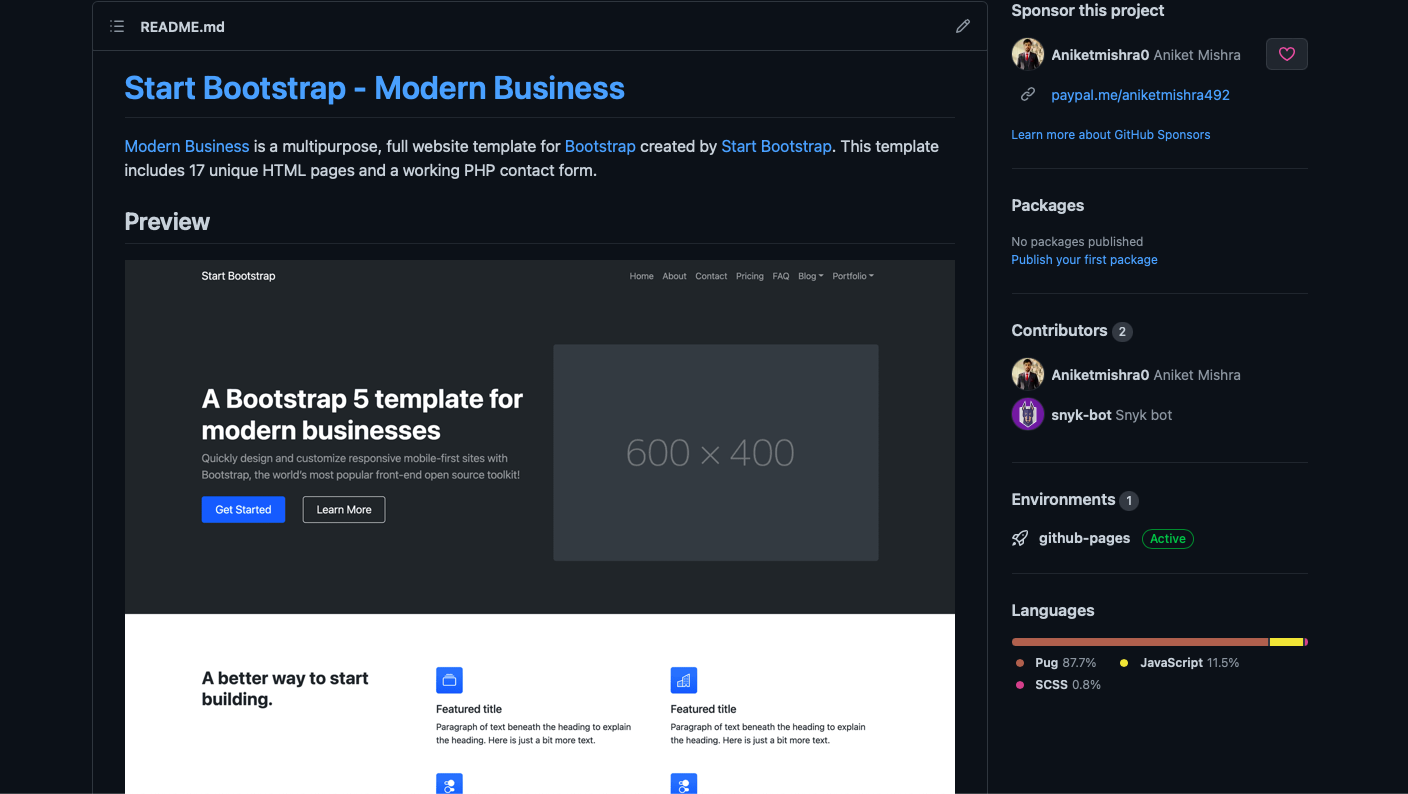 README.md
Start Bootstrap - Modern Business
Modern Business is a multipurpose, full website template for Bootstrap created by Start Bootstrap. This template
includes 17 unique HTML pages and a working PHP contact form.
Preview
Start Bootstrap
Home About Contact Pricing FAQ Blog Portfolio
A Bootstrap 5 template for
modern businesses
Quickly design and customize responsive mobile-first sites with
Bootstrap, the world's most popular front-end open source toolkit!
Get Started Learn More
600 × 400
A better way to start
building.
Featured title
Paragraph of text beneath the heading to explain
the heading. Here is just a bit more text.
Featured title
Paragraph of text beneath the heading to explain
the heading. Here is just a bit more text.
Sponsor this project
Aniketmishra0 Aniket Mishra
paypal.me/aniketmishra492
Learn more about GitHub Sponsors
Packages
No packages published
Publish your first package
Contributors 2
Aniketmishra0 Aniket Mishra
snyk-bot Snyk bot
Environments 1
github-pages Active
Languages
Pug 87.7% JavaScript 11.5%
SCSS 0.8%